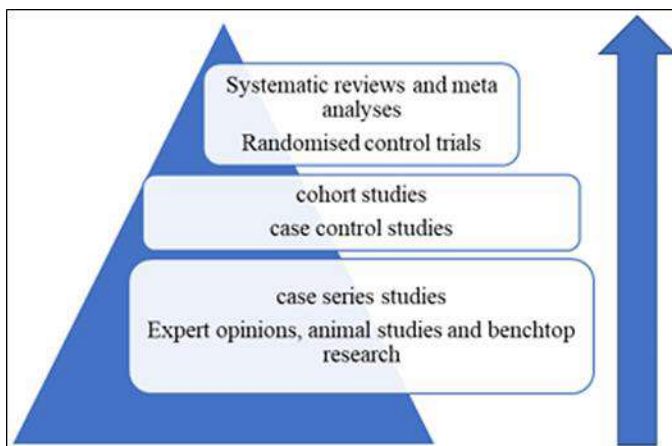 Systematic reviews and meta
analyses
Randomised control trials
cohort studies
case control studies
case series studies
Expert opinions, animal studies and benchtop
research